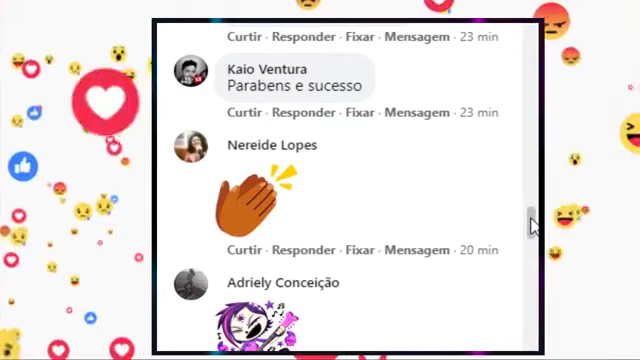 Curtir · Responder · Fixar · Mensagem · 23 min
Kaio Ventura
Parabens e sucesso
Curtir · Responder · Fixar · Mensagem · 23 min
Nereide Lopes
Curtir · Responder · Fixar · Mensagem · 20 min
Adriely Conceição